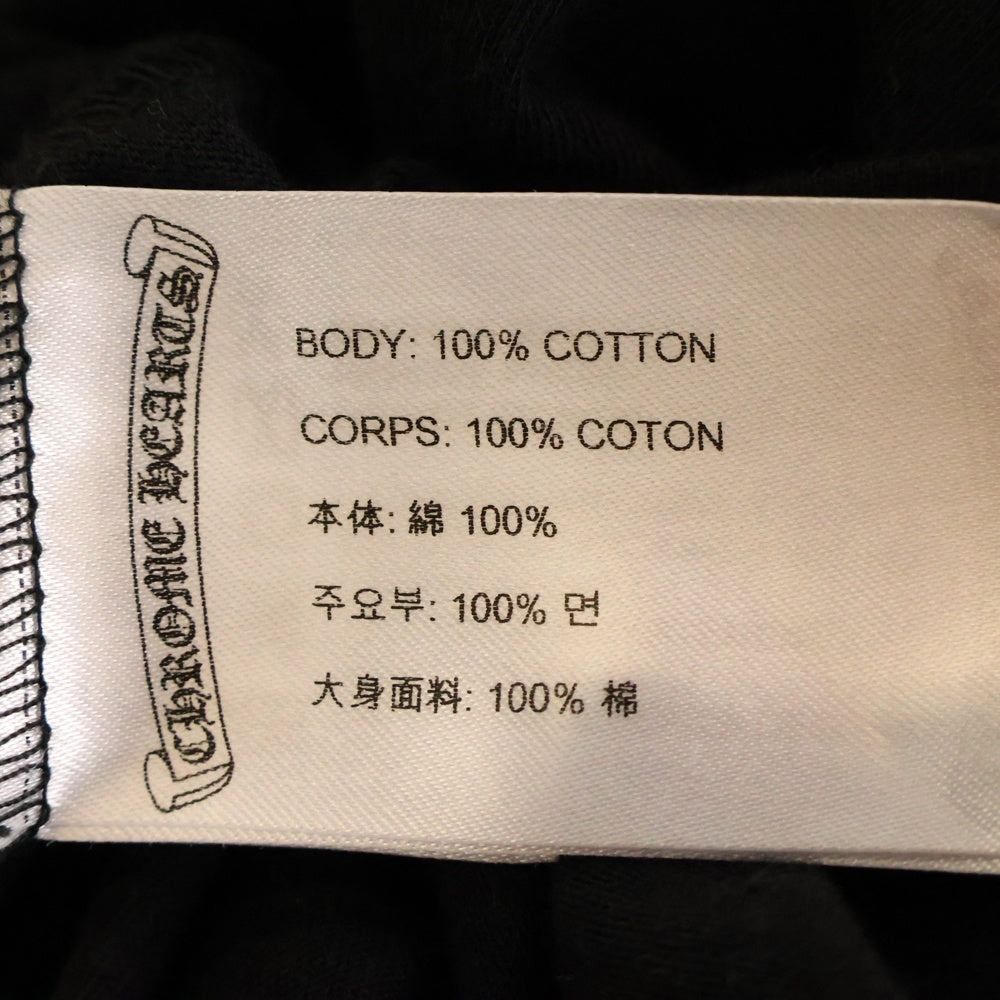 CHROME HEARTS
BODY: 100% COTTON
CORPS: 100% COTON
本体: 綿 100%
주요부: 100% 면
大身面料: 100% 棉